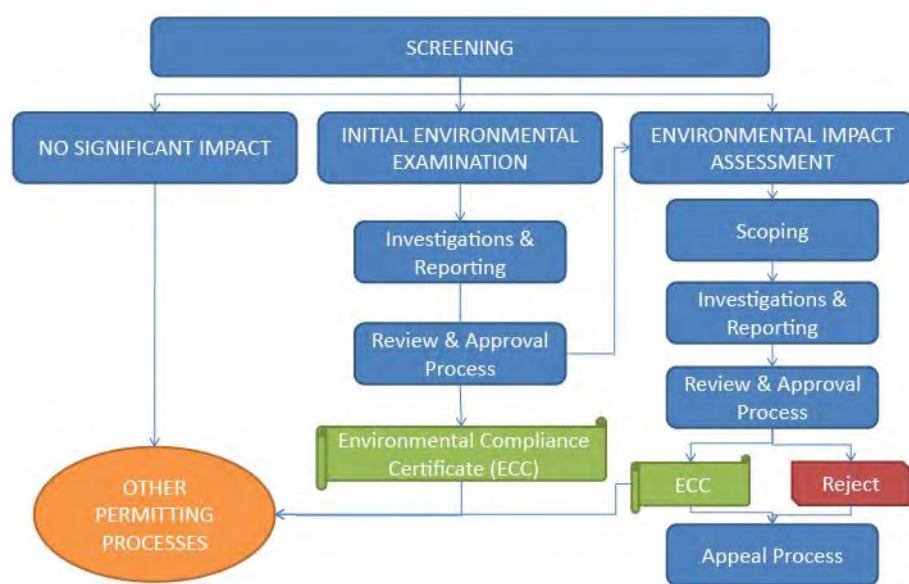 SCREENING
NO SIGNIFICANT IMPACT
INITIAL ENVIRONMENTAL
EXAMINATION
ENVIRONMENTAL IMPACT
ASSESSMENT
Investigations &
Reporting
Scoping
Investigations &
Reporting
Review & Approval
Process
Review & Approval
Process
Environmental Compliance
Certificate (ECC)
ECC
Reject
OTHER
PERMITTING
PROCESSES
Appeal Process